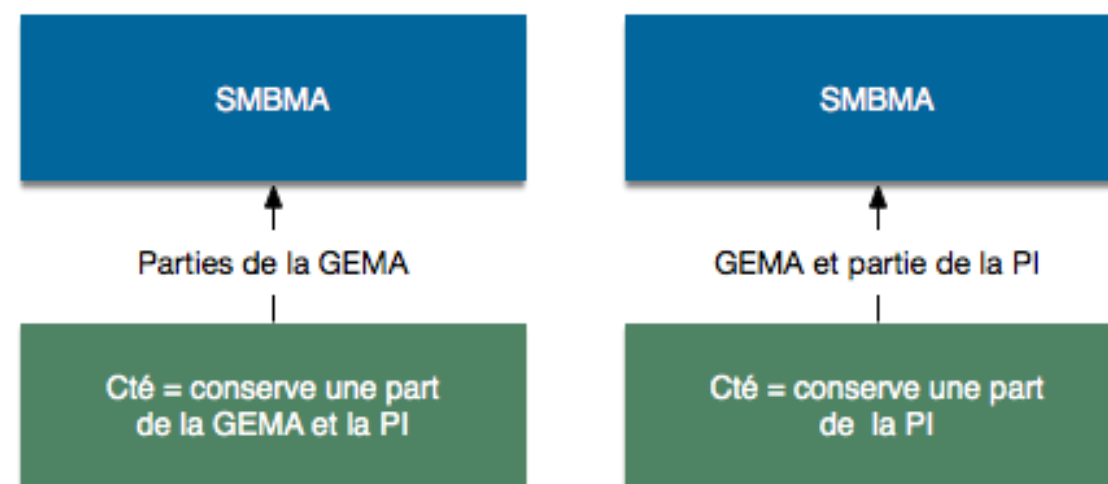 SMBMA
Parties de la GEMA
Cté = conserve une part
de la GEMA et la PI
SMBMA
GEMA et partie de la PI
Cté = conserve une part
de la PI